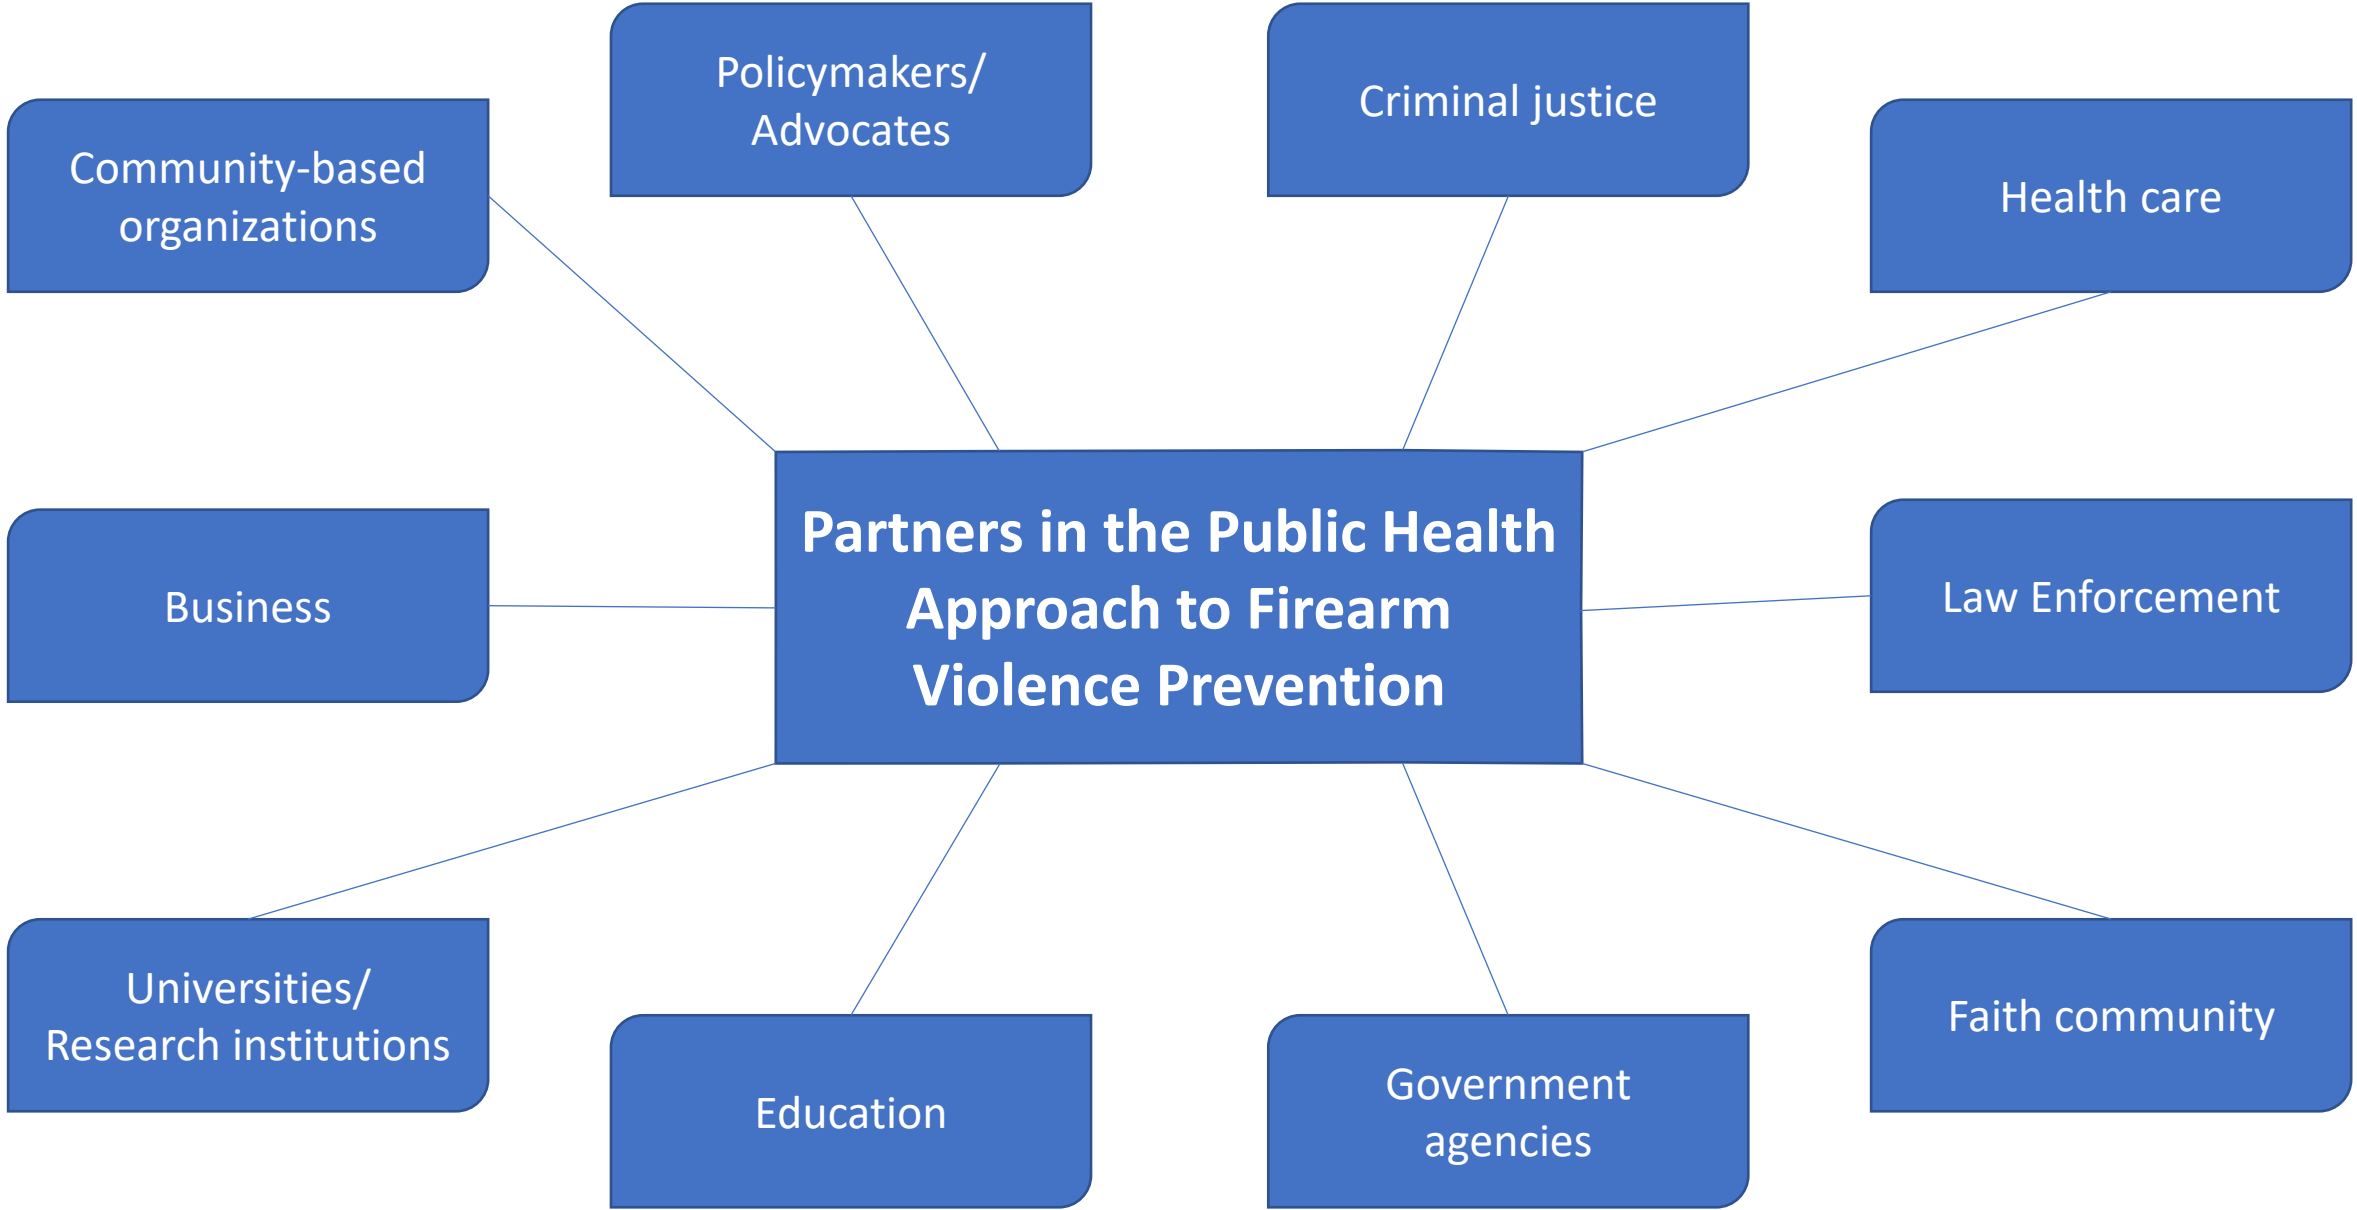 Policymakers/
Advocates
Criminal justice
Community-based
organizations
Health care
Partners in the Public Health
Approach to Firearm
Violence Prevention
Business
Law Enforcement
Universities/
Research institutions
Faith community
Education
Government
agencies